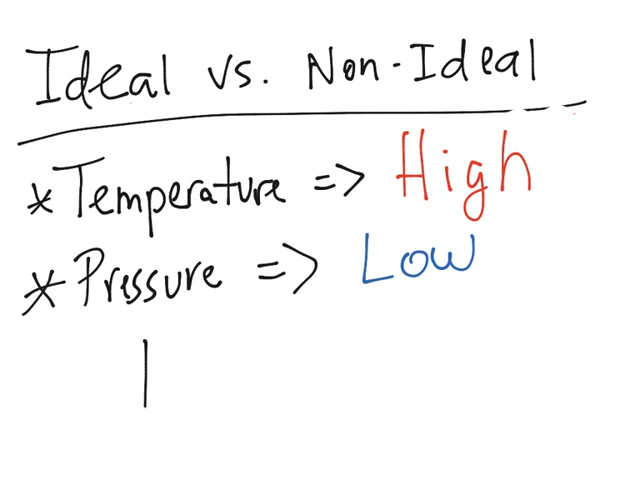 Ideal vs. Non-Ideal
* Temperature => High
* Pressure => Low